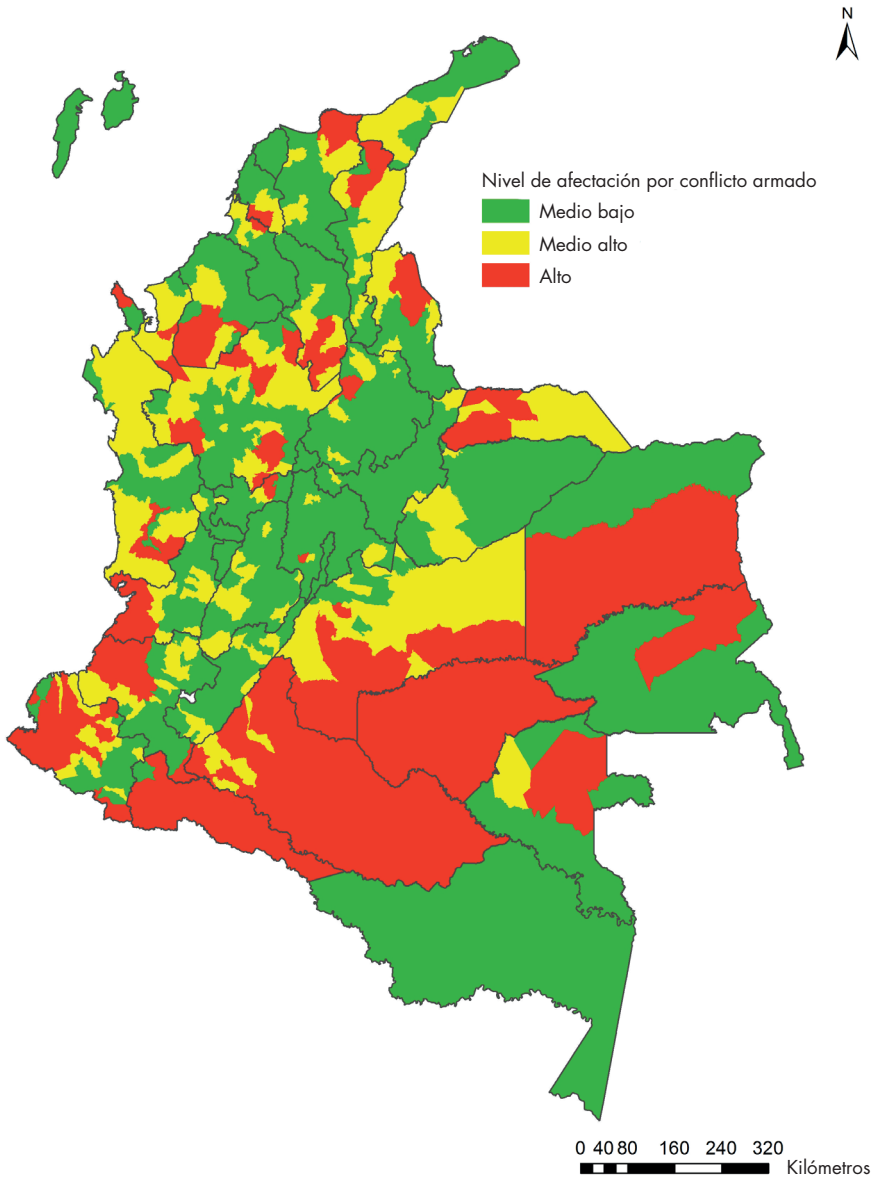 N
Nivel de afectación por conflicto armado
Medio bajo
Medio alto
Alto
0 40 80 160 240 320
Kilómetros